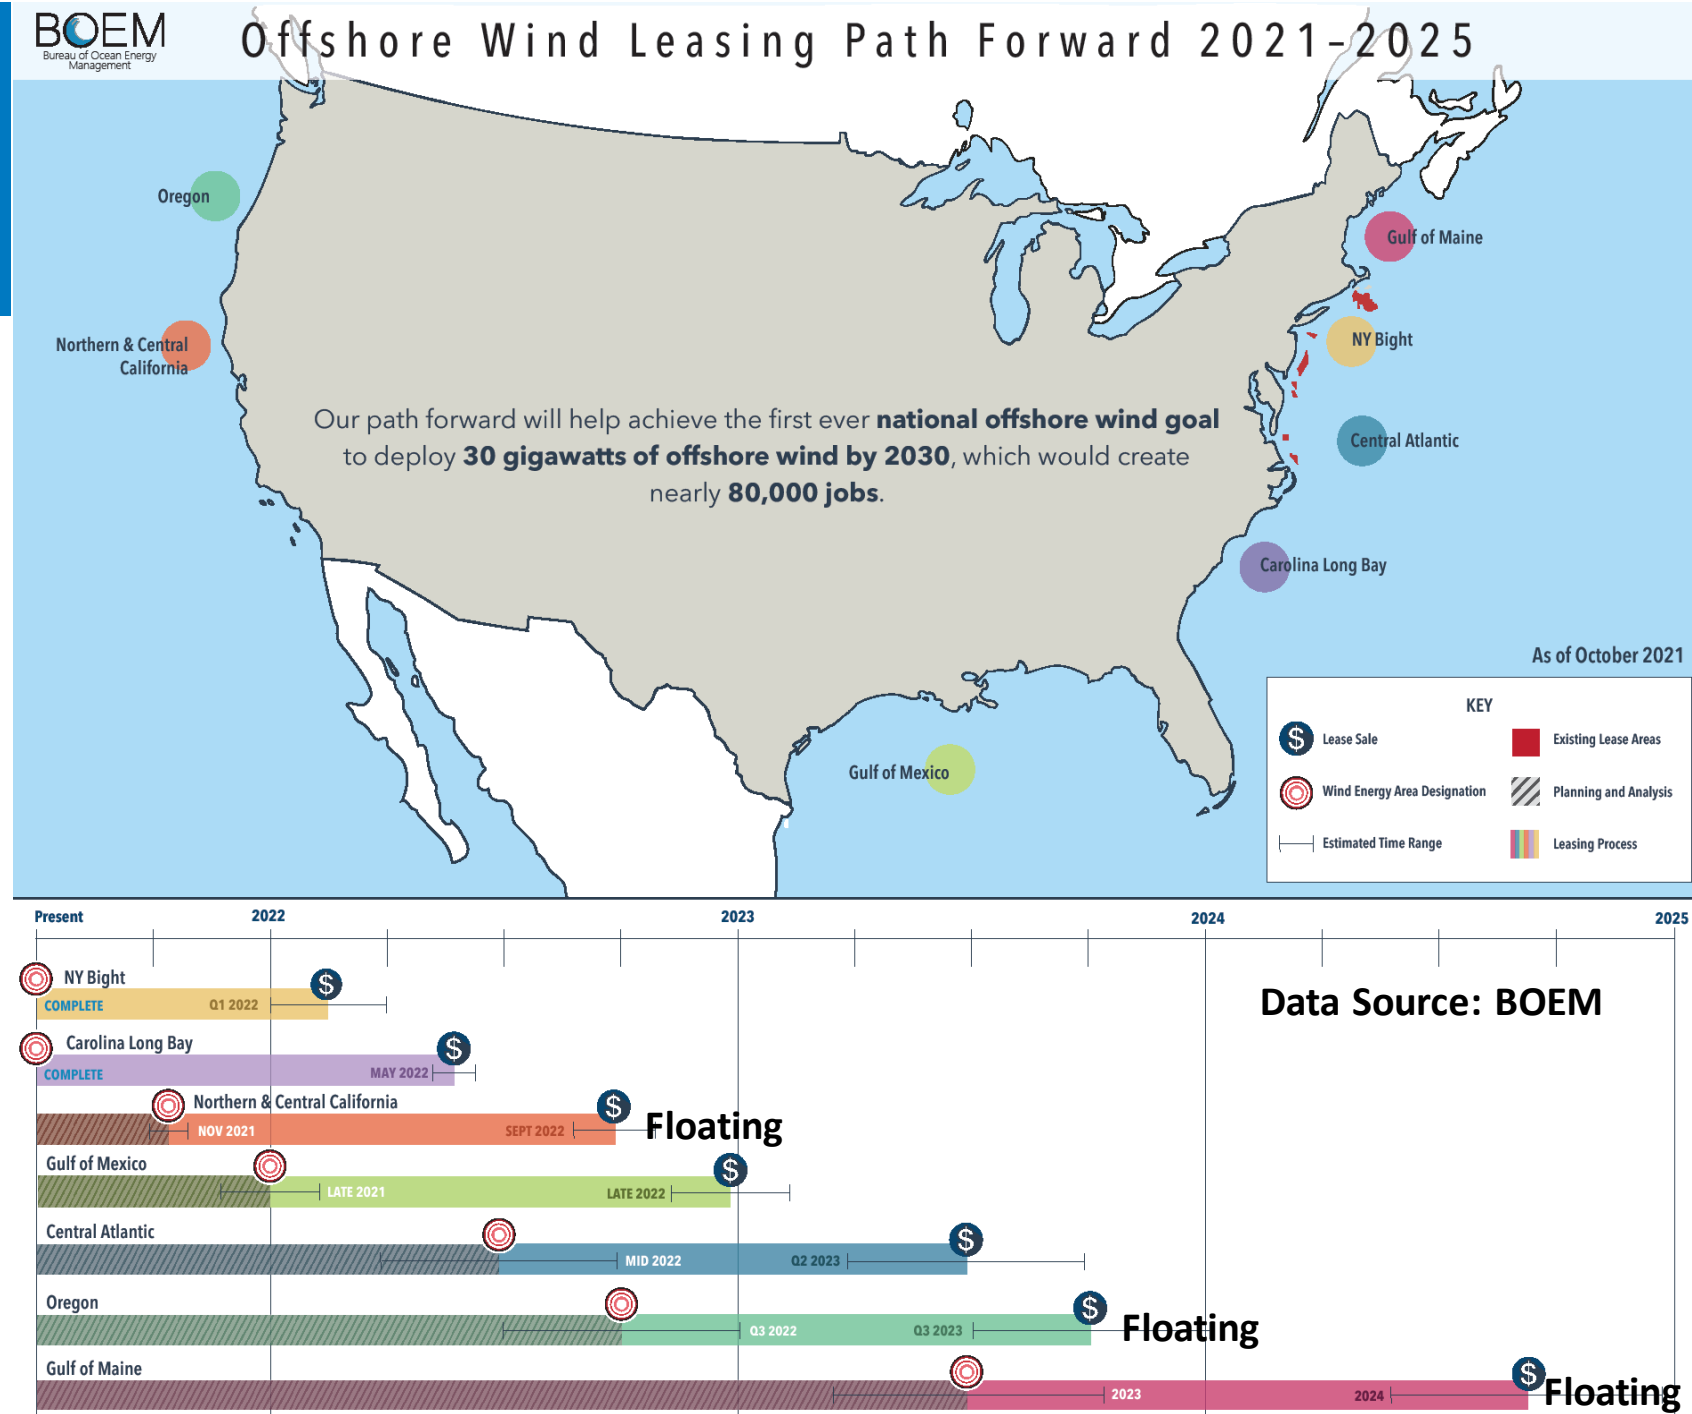 BOEM
Bureau of Ocean Energy
Management
Offshore Wind Leasing Path Forward 2021–2025
Oregon
Gulf of Maine
Northern & Central
California
NY Bight
Our path forward will help achieve the first ever national offshore wind goal
to deploy 30 gigawatts of offshore wind by 2030, which would create
nearly 80,000 jobs.
Central Atlantic
Carolina Long Bay
As of October 2021
Gulf of Mexico
KEY
$ Lease Sale
Existing Lease Areas
Wind Energy Area Designation
Planning and Analysis
Estimated Time Range
Leasing Process
Present 2022 2023 2024 2025
NY Bight $
COMPLETE Q1 2022
Data Source: BOEM
Carolina Long Bay $
COMPLETE MAY 2022
Northern & Central California $
NOV 2021 SEPT 2022 Floating
Gulf of Mexico $
LATE 2021 LATE 2022
Central Atlantic $
MID 2022 Q2 2023
Oregon $
Q3 2022 Q3 2023 Floating
Gulf of Maine $
2023 2024 Floating